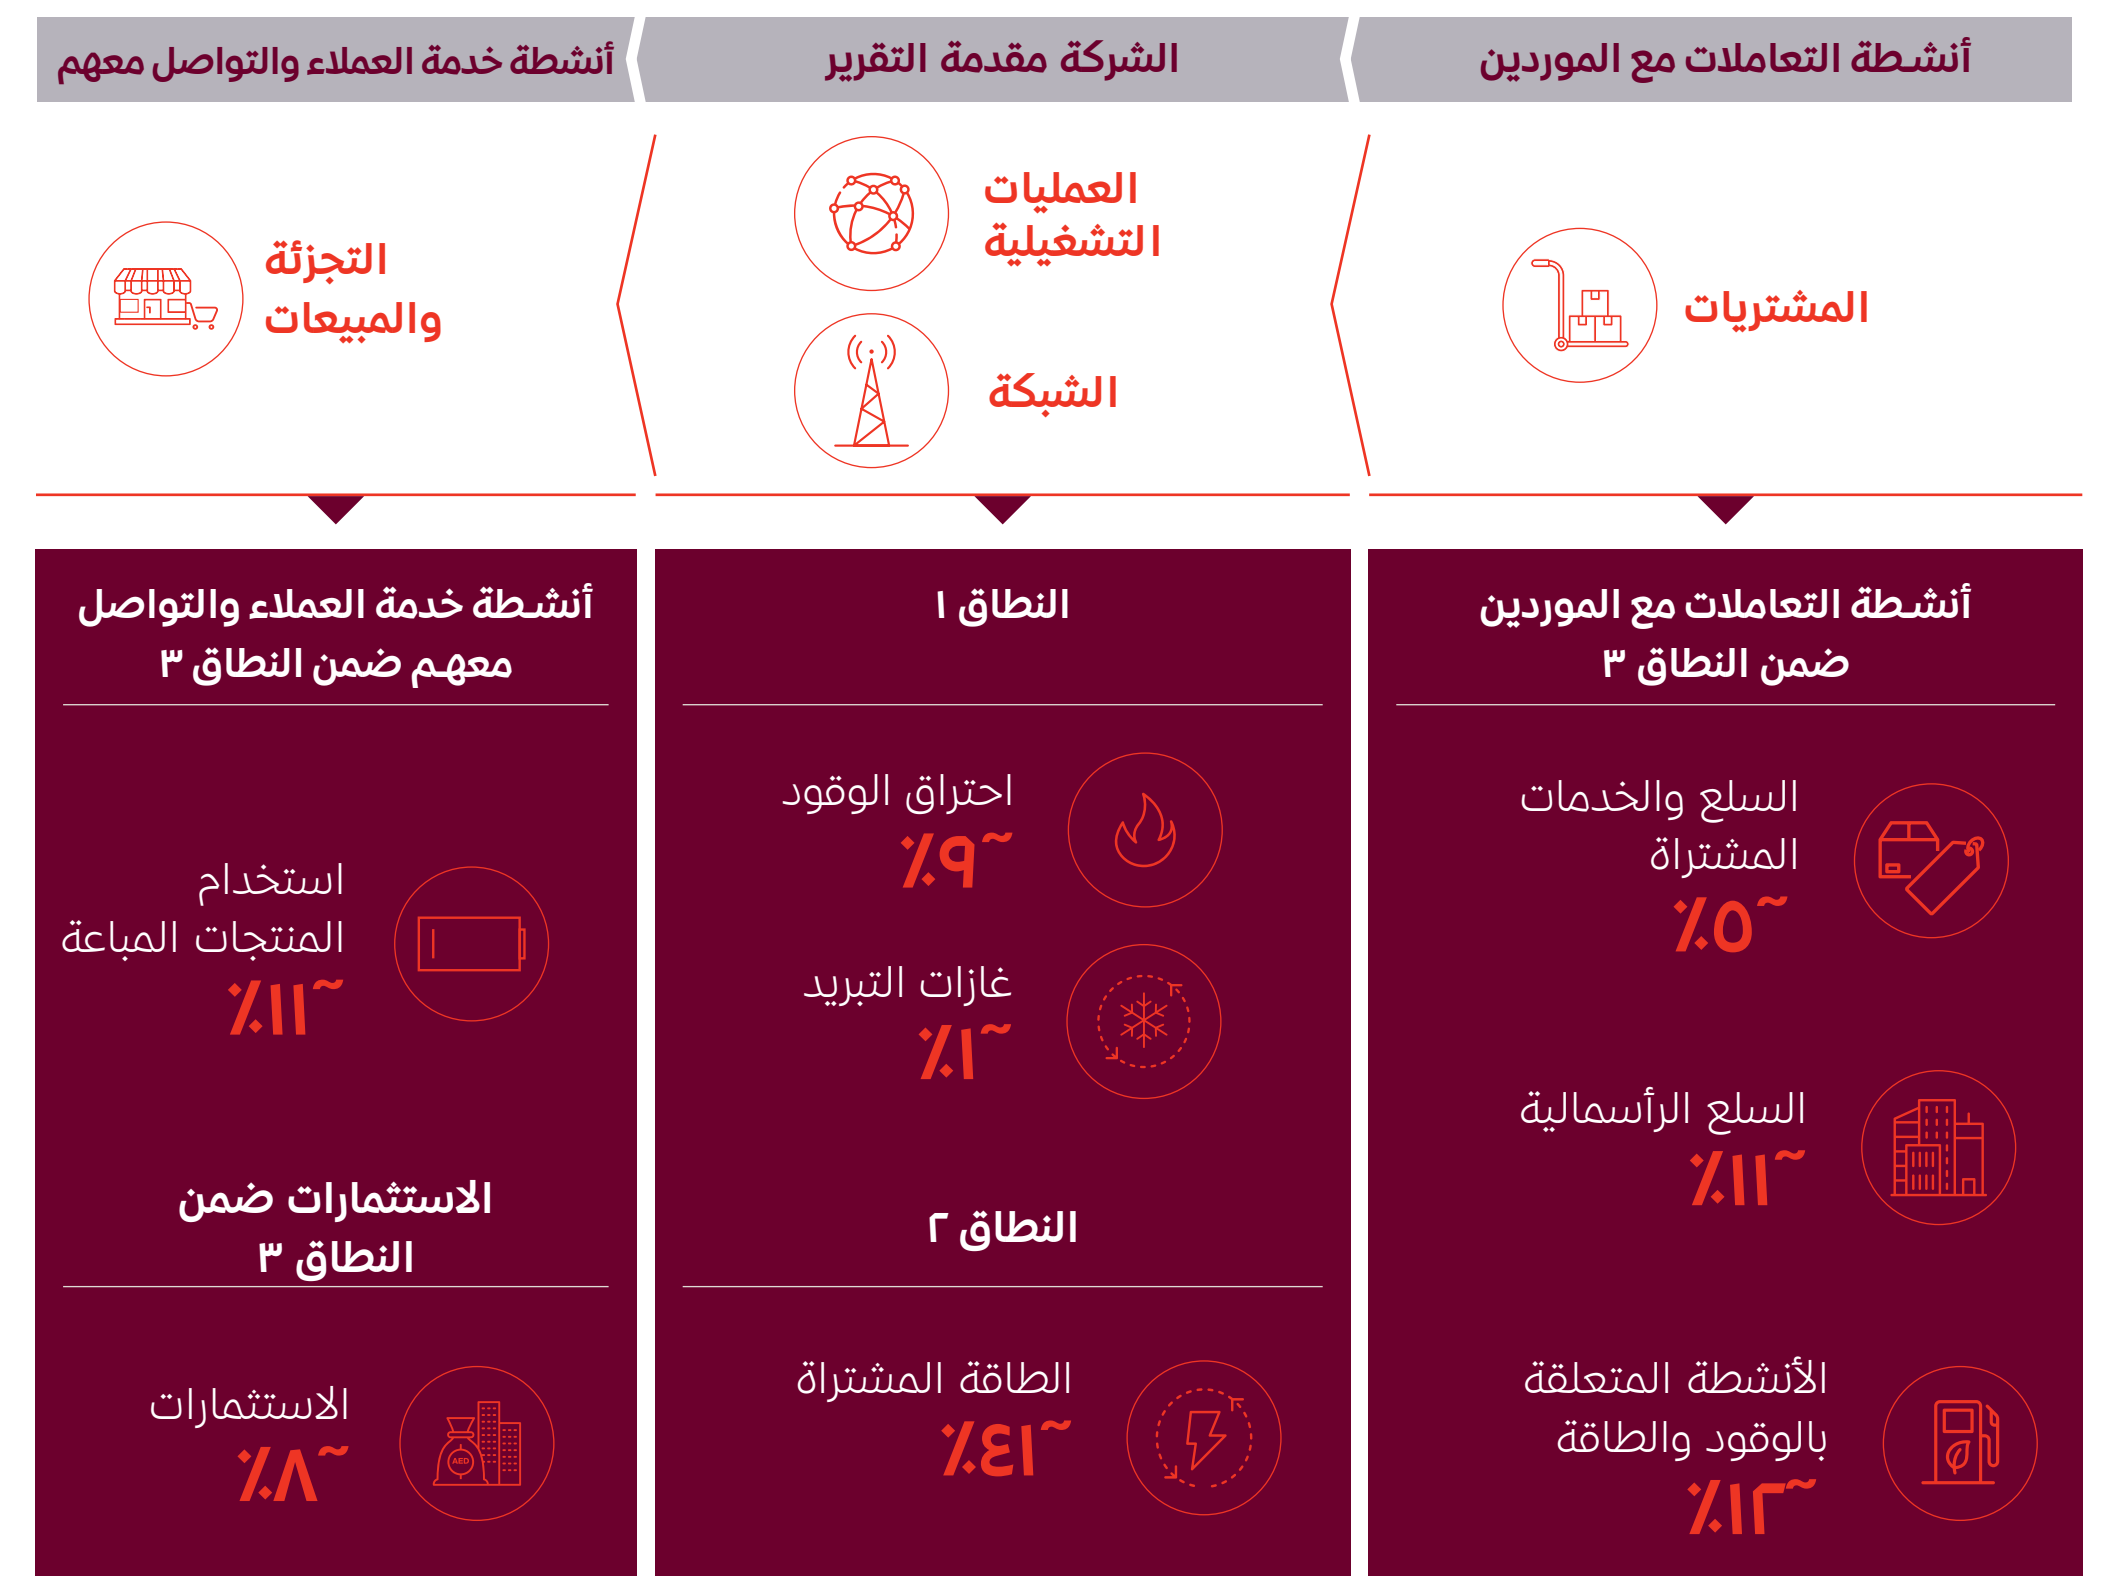 أنشطة التعاملات مع الموردين
الشركة مقدمة التقرير
أنشطة خدمة العملاء والتواصل معهم
المشتريات
العمليات
التشغيلية
الشبكة
التجزئة
والمبيعات
أنشطة التعاملات مع الموردين
ضمن النطاق ٣
السلع والخدمات
المشتراة
~٥٪
السلع الرأسمالية
~١١٪
الأنشطة المتعلقة
بالوقود والطاقة
~١٢٪
النطاق ١
احتراق الوقود
~٩٪
غازات التبريد
~١٪
النطاق ٢
الطاقة المشتراة
~٤١٪
أنشطة خدمة العملاء والتواصل
معهم ضمن النطاق ٣
استخدام
المنتجات المباعة
~١١٪
الاستثمارات ضمن
النطاق ٣
الاستثمارات
~٨٪
AED